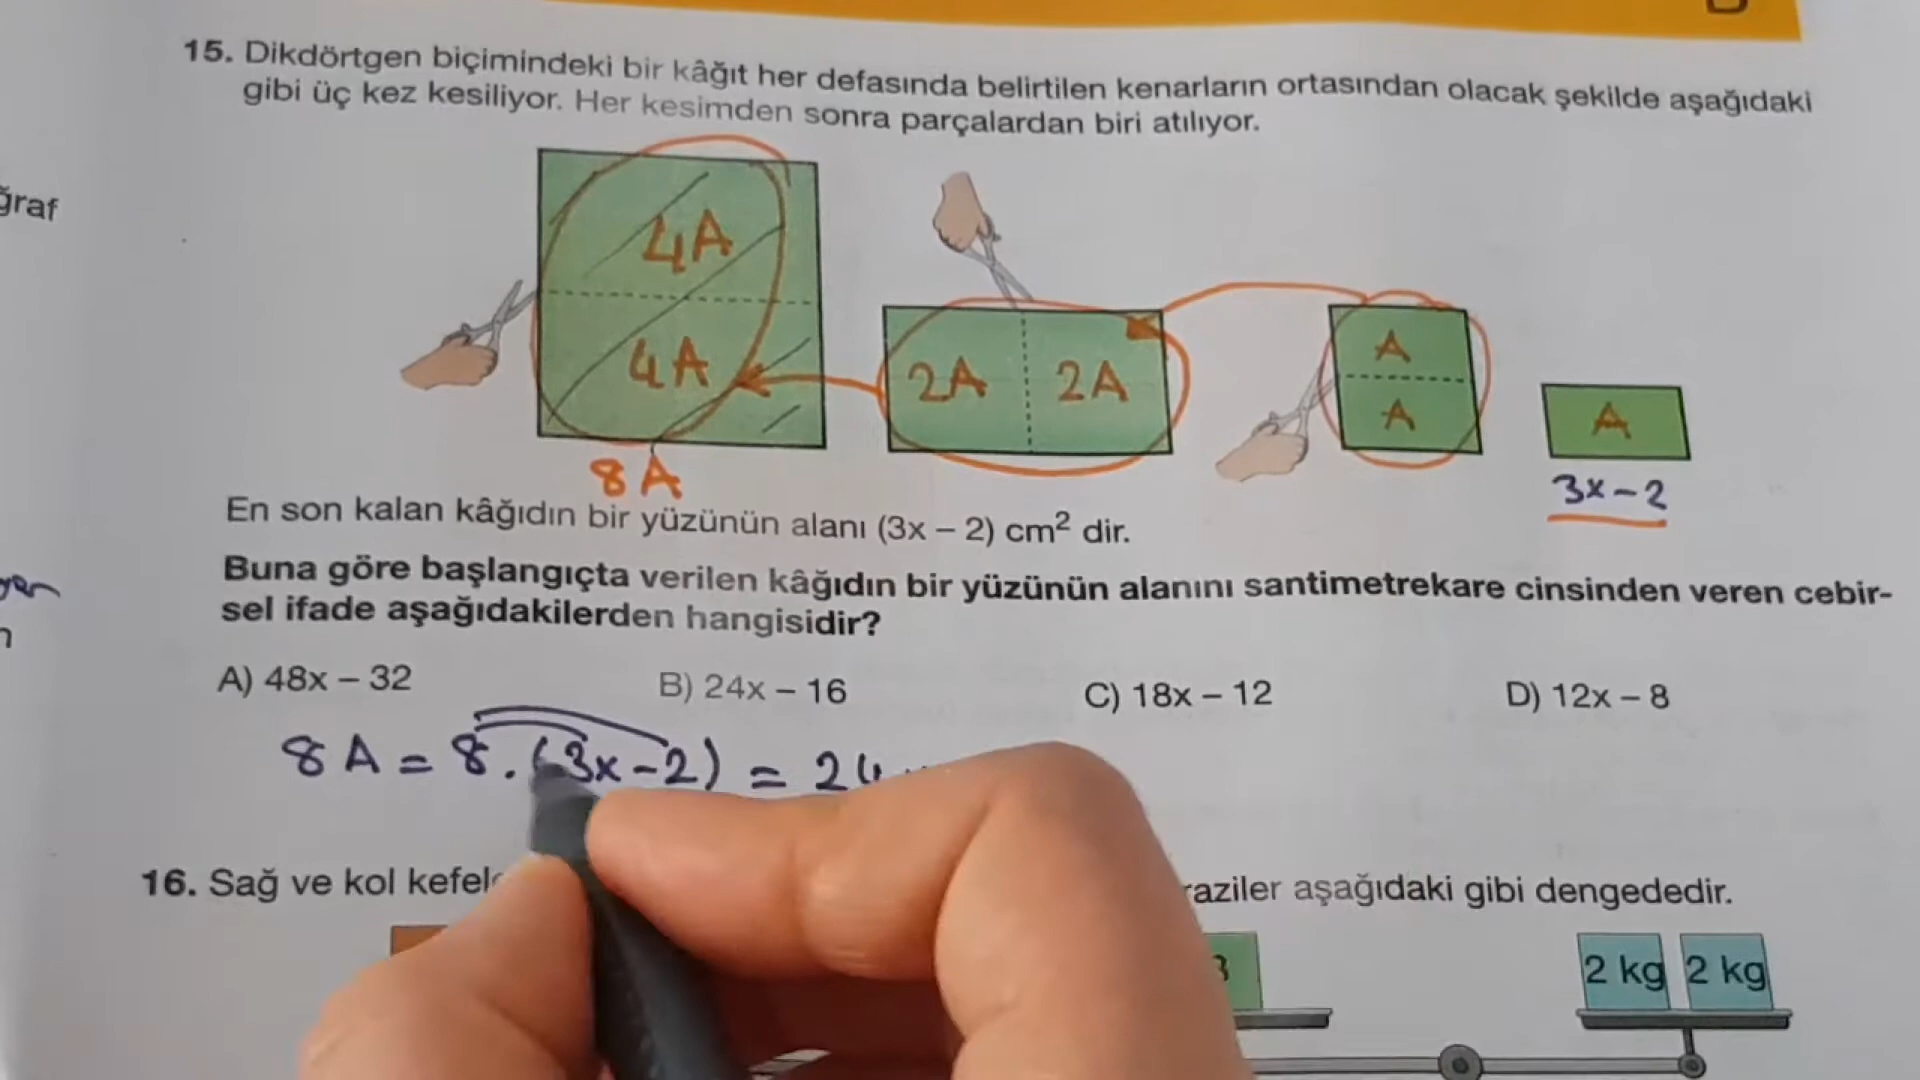 15. Dikdörtgen biçimindeki bir kâğıt her defasında belirtilen kenarların ortasından olacak şekilde aşağıdaki
gibi üç kez kesiliyor. Her kesimden sonra parçalardan biri atılıyor.
ğraf
4A
4A
8A
2A 2A
A
A
A
3x-2
En son kalan kâğıdın bir yüzünün alanı (3x – 2) cm² dir.
Buna göre başlangıçta verilen kâğıdın bir yüzünün alanını santimetrekare cinsinden veren cebir-
sel ifade aşağıdakilerden hangisidir?
A) 48x – 32 B) 24x – 16 C) 18x – 12 D) 12x – 8
8A = 8.(3x-2) = 24
16. Sağ ve kol aşağıdaki gibi dengededir.
2 kg 2 kg